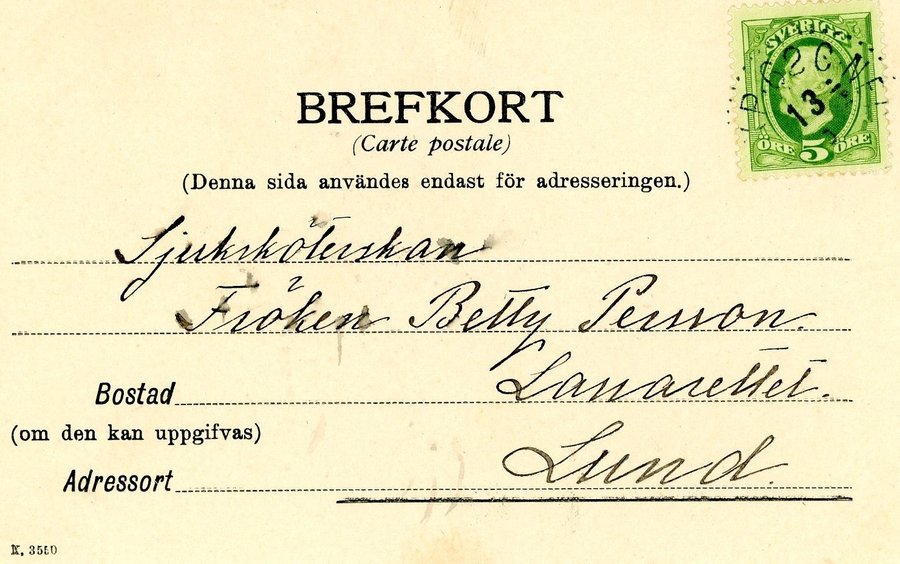 SVERIGE
13
ÖRE 5 ÖRE
BREFKORT
(Carte postale)
(Denna sida användes endast för adresseringen.)
Sjuksköterskan
Fröken Betty Persson.
Bostad Lasarettet.
(om den kan uppgifvas)
Adressort Lund.